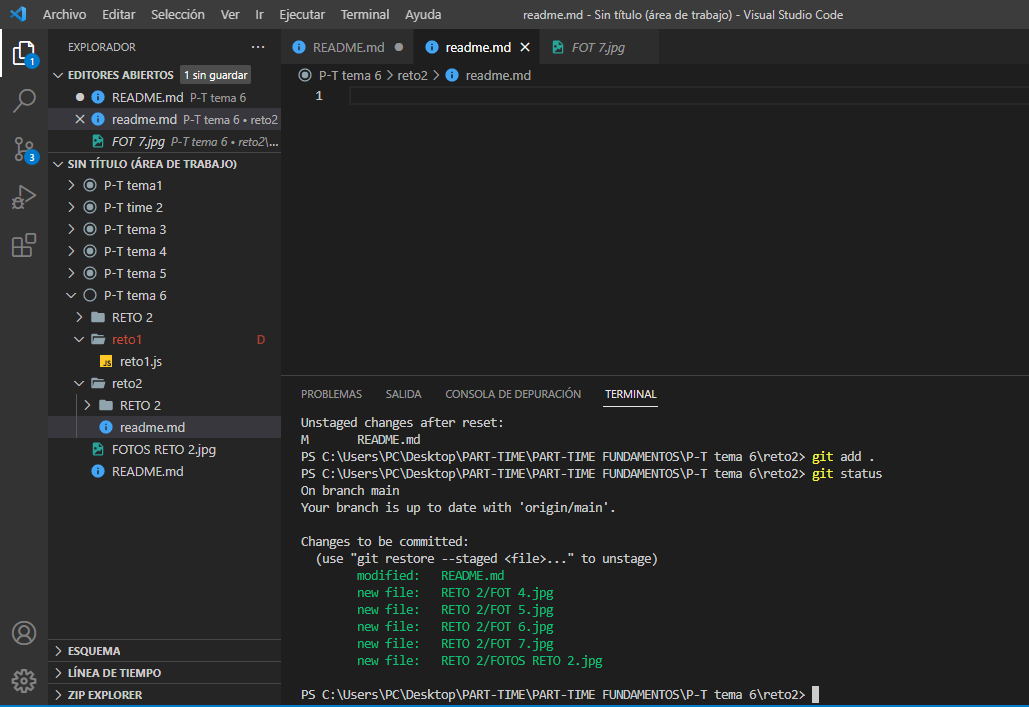 Archivo Editar Selección Ver Ir Ejecutar Terminal Ayuda readme.md - Sin título (área de trabajo) - Visual Studio Code
EXPLORADOR
EDITORES ABIERTOS 1 sin guardar
README.md P-T tema 6
readme.md P-T tema 6 • reto2
FOT 7.jpg P-T tema 6 • reto2\...
SIN TÍTULO (ÁREA DE TRABAJO)
P-T tema1
P-T time 2
P-T tema 3
P-T tema 4
P-T tema 5
P-T tema 6
RETO 2
reto1 D
JS reto1.js
reto2
RETO 2
readme.md
FOTOS RETO 2.jpg
README.md
ESQUEMA
LÍNEA DE TIEMPO
ZIP EXPLORER
1
3
README.md readme.md FOT 7.jpg
P-T tema 6 > reto2 > readme.md
1
PROBLEMAS SALIDA CONSOLA DE DEPURACIÓN TERMINAL
Unstaged changes after reset:
M README.md
PS C:\Users\PC\Desktop\PART-TIME\PART-TIME FUNDAMENTOS\P-T tema 6\reto2> git add .
PS C:\Users\PC\Desktop\PART-TIME\PART-TIME FUNDAMENTOS\P-T tema 6\reto2> git status
On branch main
Your branch is up to date with 'origin/main'.
Changes to be committed:
(use "git restore --staged <file>..." to unstage)
modified: README.md
new file: RETO 2/FOT 4.jpg
new file: RETO 2/FOT 5.jpg
new file: RETO 2/FOT 6.jpg
new file: RETO 2/FOT 7.jpg
new file: RETO 2/FOTOS RETO 2.jpg
PS C:\Users\PC\Desktop\PART-TIME\PART-TIME FUNDAMENTOS\P-T tema 6\reto2>